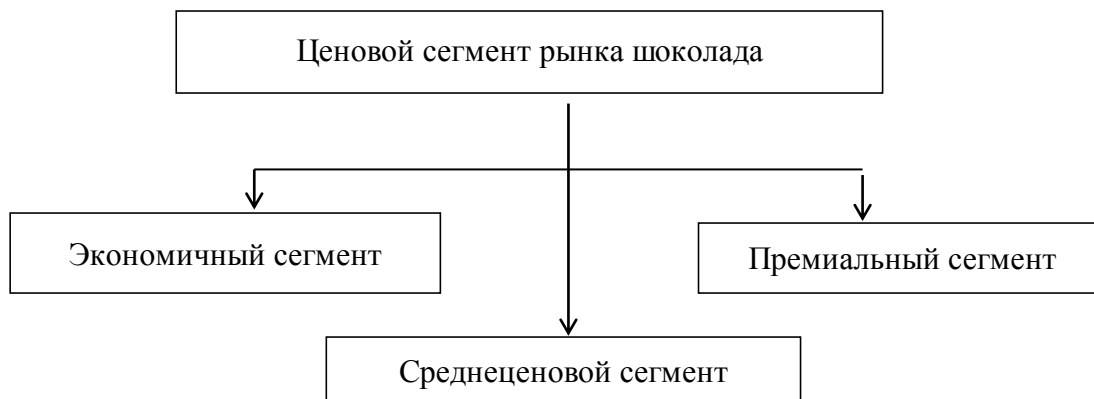 Ценовой сегмент рынка шоколада
Экономичный сегмент
Премиальный сегмент
Среднеценовой сегмент